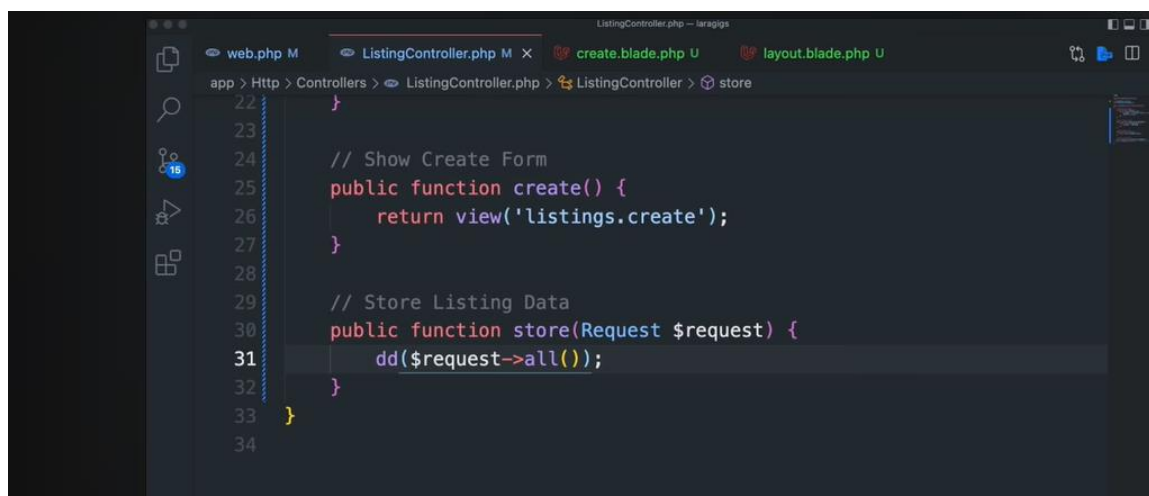 ListingController.php — laragigs
web.php M ListingController.php M × create.blade.php U layout.blade.php U
app > Http > Controllers > ListingController.php > ListingController > store
22 }
23
24 // Show Create Form
25 public function create() {
26 return view('listings.create');
27 }
28
29 // Store Listing Data
30 public function store(Request $request) {
31 dd($request->all());
32 }
33 }
34
15